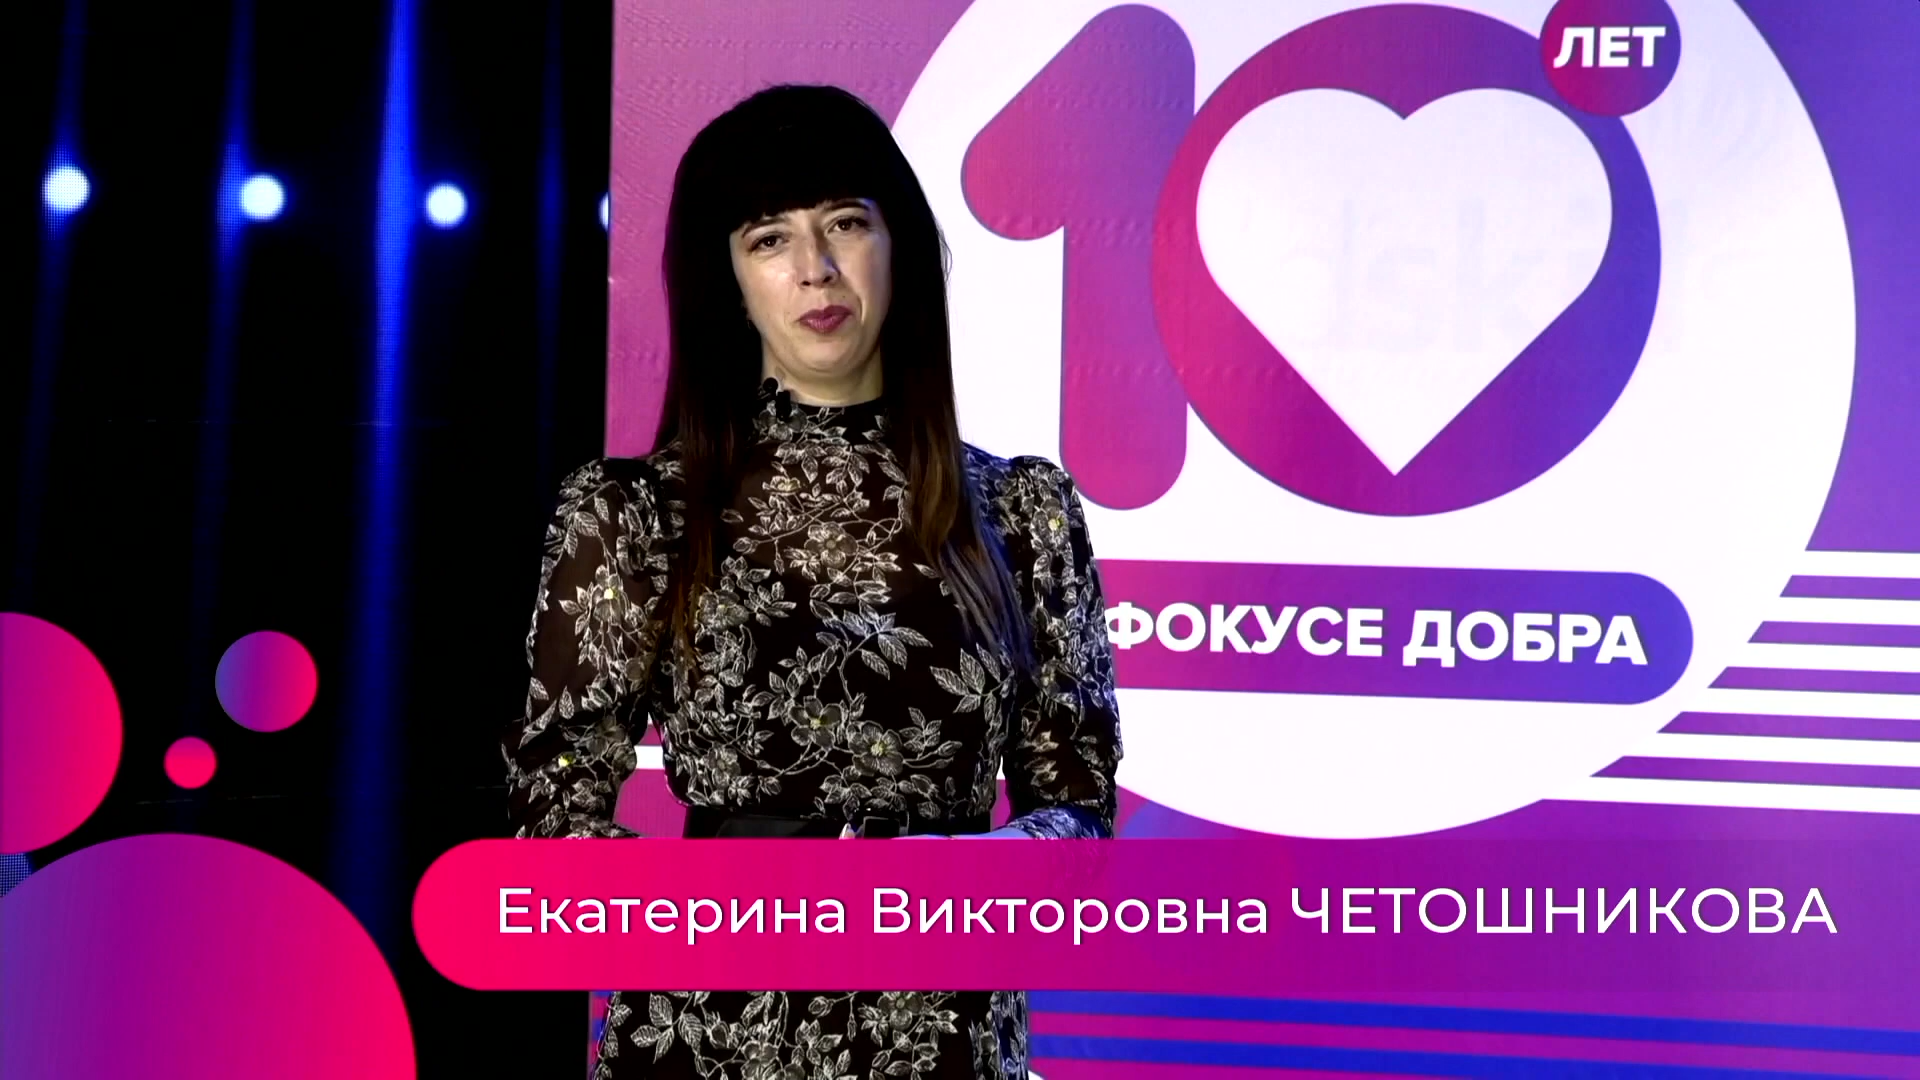 10 ЛЕТ
ФОКУСЕ ДОБРА
Екатерина Викторовна ЧЕТОШНИКОВА